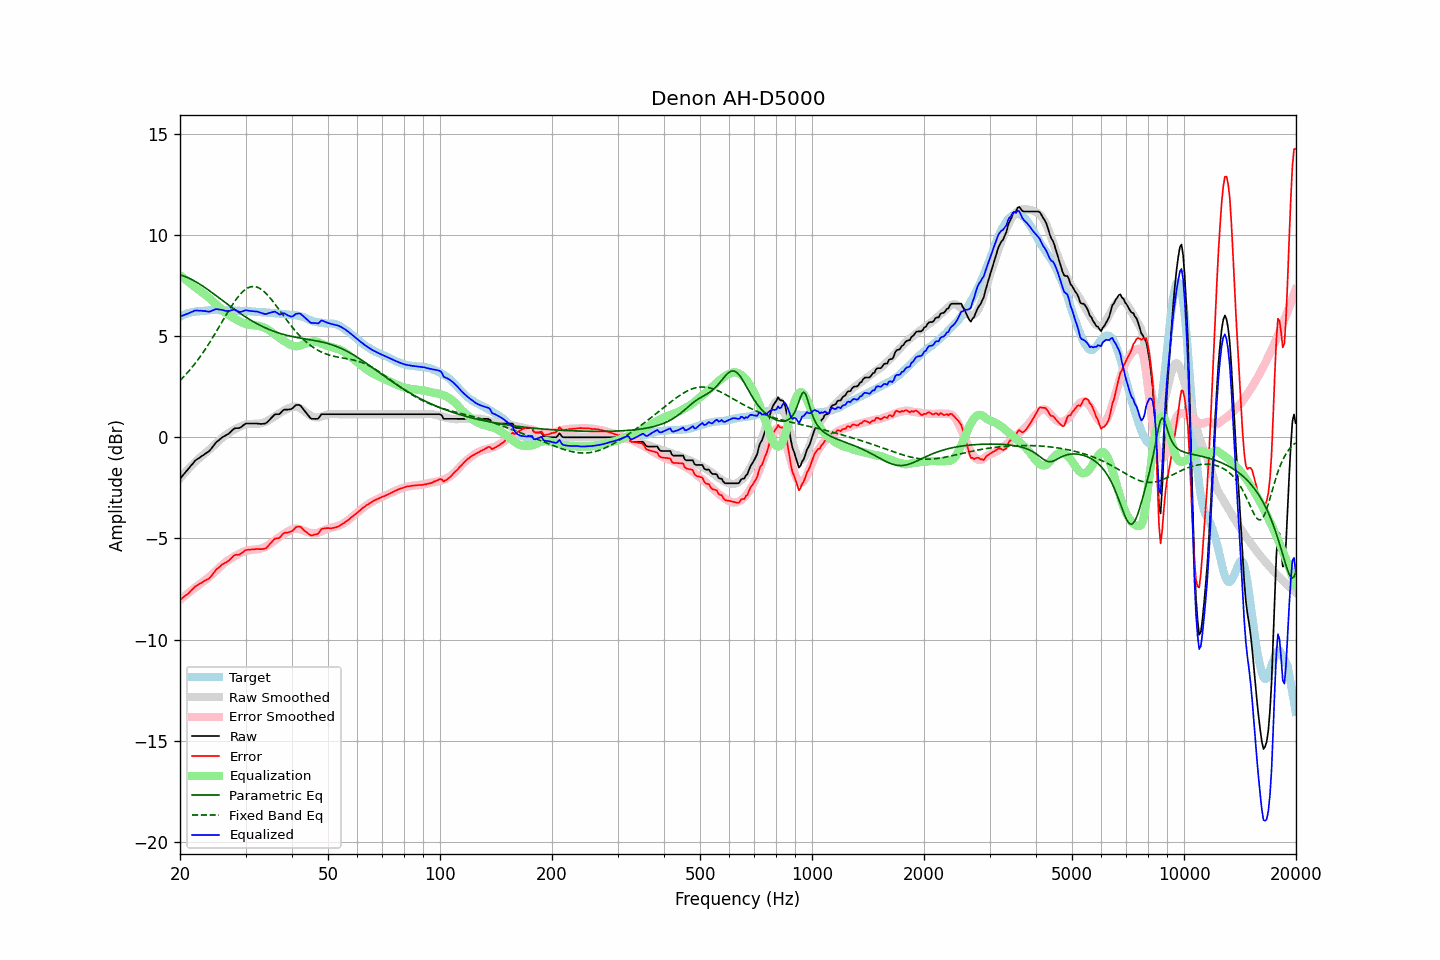 Denon AH-D5000
Amplitude (dBr)
15
10
5
0
−5
−10
−15
−20
Target
Raw Smoothed
Error Smoothed
Raw
Error
Equalization
Parametric Eq
Fixed Band Eq
Equalized
20 50 100 200 500 1000 2000 5000 10000 20000
Frequency (Hz)